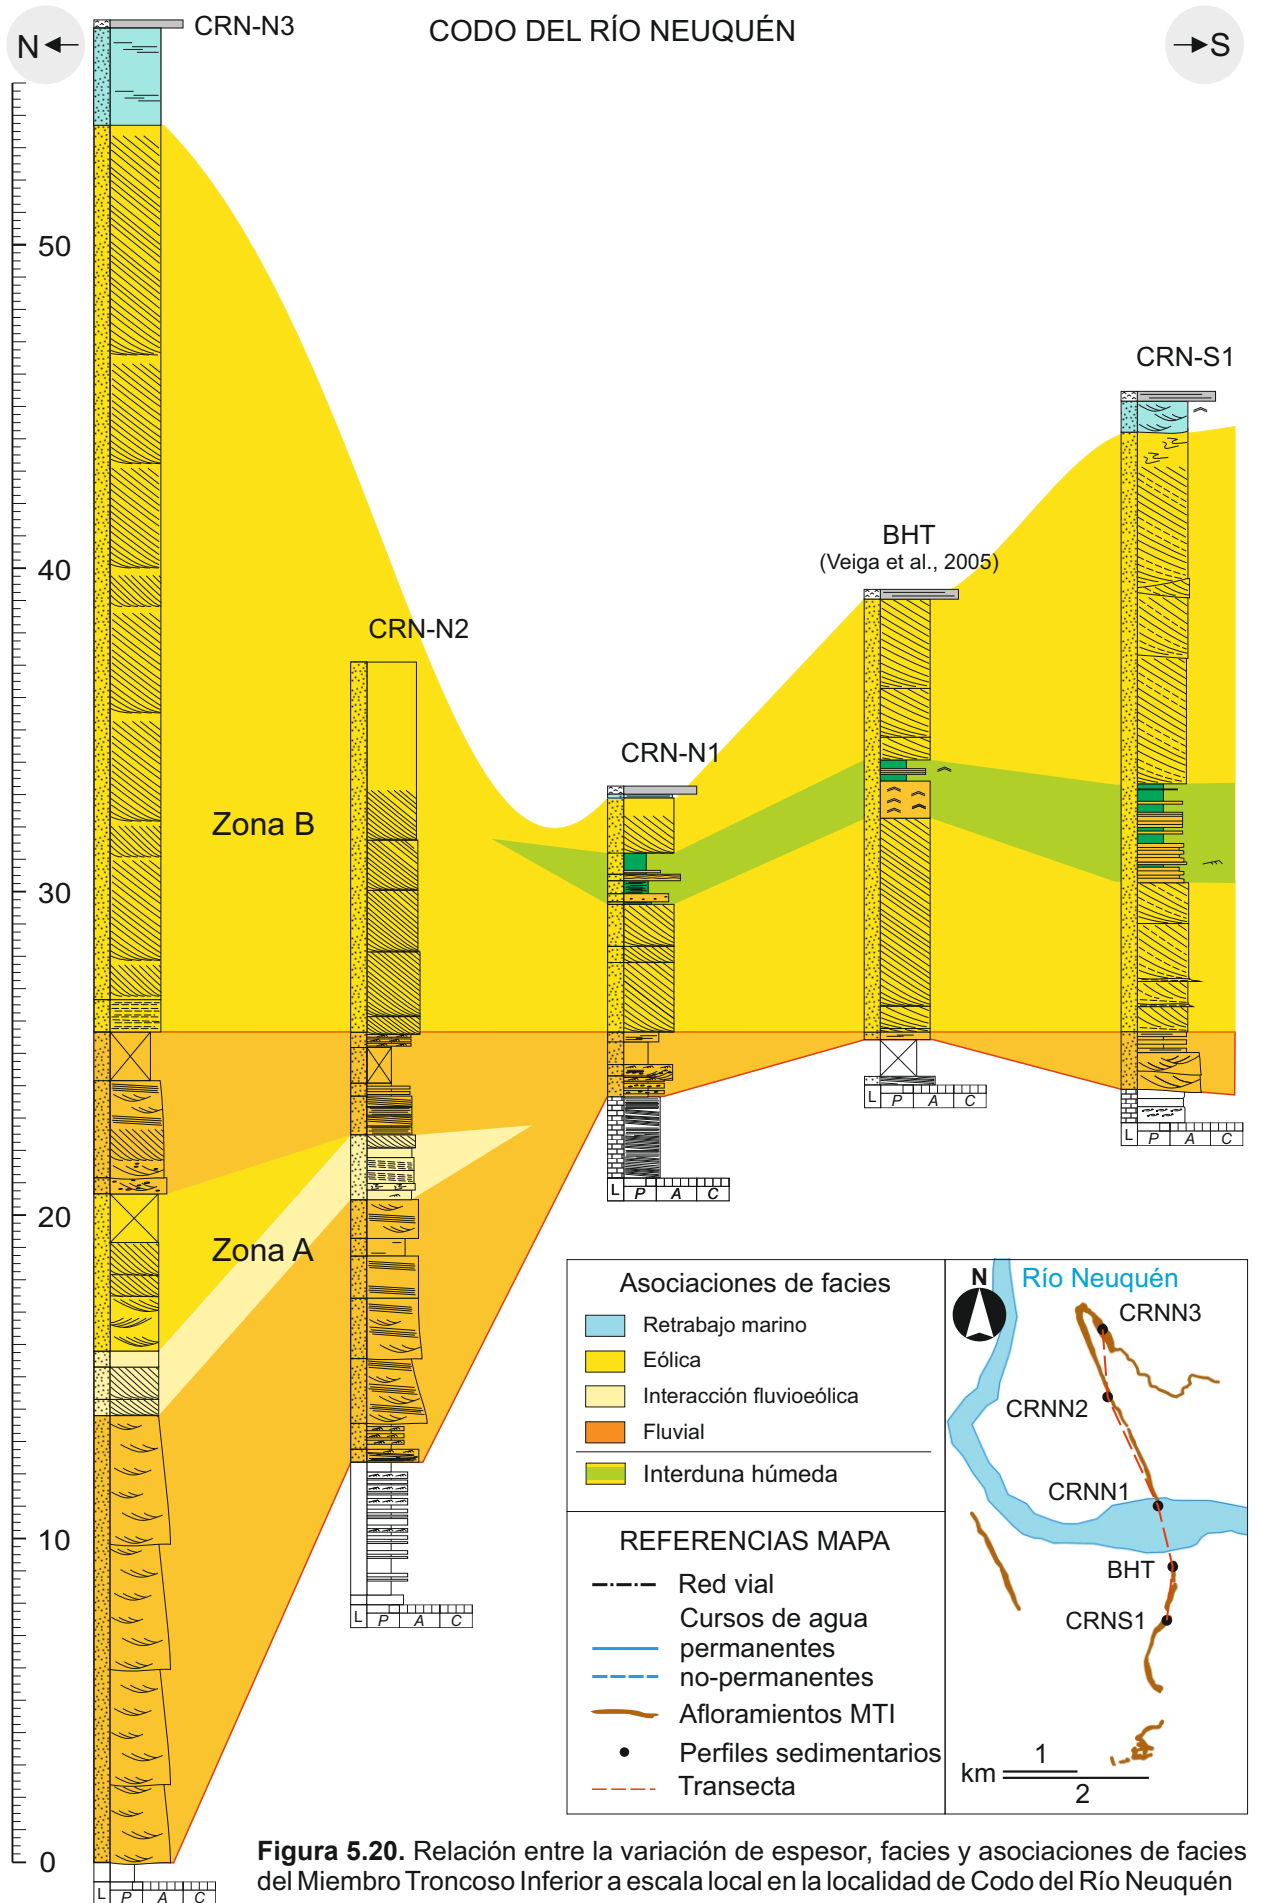 CRN-N3
CODO DEL RÍO NEUQUÉN
N
S
50
40
30
20
10
0
CRN-S1
BHT
(Veiga et al., 2005)
CRN-N2
CRN-N1
Zona B
Zona A
L P A C
L P A C
L P A C
L P A C
L P A C
Asociaciones de facies
Retrabajo marino
Eólica
Interacción fluvioeólica
Fluvial
Interduna húmeda
REFERENCIAS MAPA
Red vial
Cursos de agua
permanentes
no-permanentes
Afloramientos MTI
Perfiles sedimentarios
Transecta
N
Río Neuquén
CRNN3
CRNN2
CRNN1
BHT
CRNS1
km
1
2
Figura 5.20. Relación entre la variación de espesor, facies y asociaciones de facies
del Miembro Troncoso Inferior a escala local en la localidad de Codo del Río Neuquén